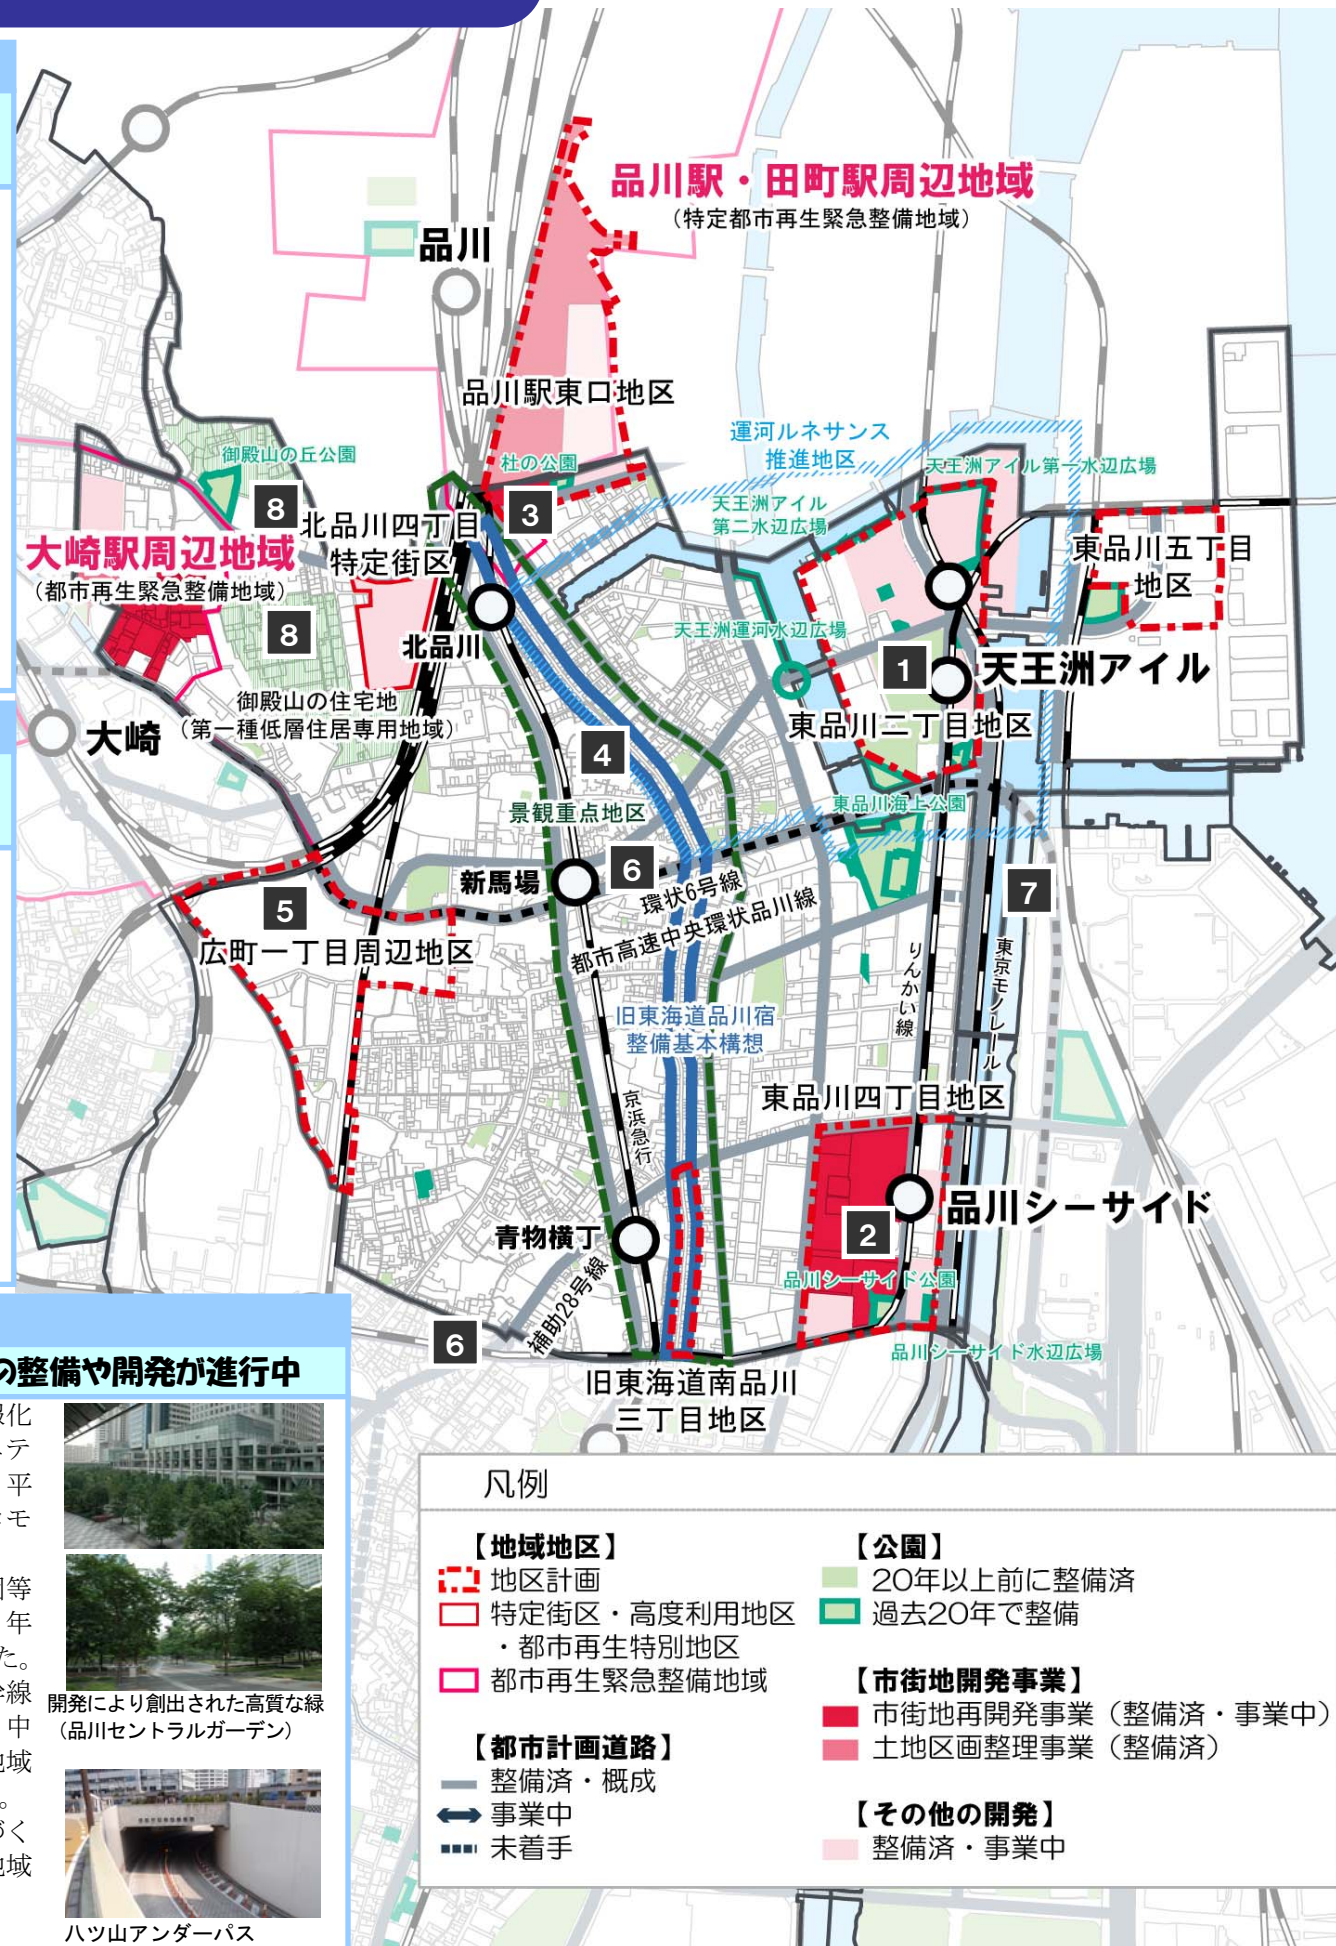 品川駅・田町駅周辺地域
（特定都市再生緊急整備地域）
品川
品川駅東口地区
運河ルネサンス
推進地区
御殿山の丘公園
杜の公園
天王洲アイル第一水辺広場
天王洲アイル
第二水辺広場
8
3
北品川四丁目
特定街区
大崎駅周辺地域
（都市再生緊急整備地域）
東品川五丁目
地区
8
北品川
天王洲運河水辺広場
1
天王洲アイル
御殿山の住宅地
（第一種低層住居専用地域）
大崎
東品川二丁目地区
4
景観重点地区
東品川海上公園
新馬場
6
環状6号線
7
5
広町一丁目周辺地区
都市高速中央環状品川線
りんかい線
東京モノレール
旧東海道品川宿
整備基本構想
京浜急行
東品川四丁目地区
品川シーサイド
2
青物横丁
品川シーサイド公園
補助28号線
6
品川シーサイド水辺広場
旧東海道南品川
三丁目地区
の整備や開発が進行中
報化
平
モ
等
年
た。
幹線
中
地域
。
づく
地域
開発により創出された高質な緑
（品川セントラルガーデン）
八ツ山アンダーパス
凡例
【地域地区】
地区計画
特定街区・高度利用地区
・都市再生特別地区
都市再生緊急整備地域
【都市計画道路】
整備済・概成
事業中
未着手
【公園】
20年以上前に整備済
過去20年で整備
【市街地開発事業】
市街地再開発事業（整備済・事業中）
土地区画整理事業（整備済）
【その他の開発】
整備済・事業中